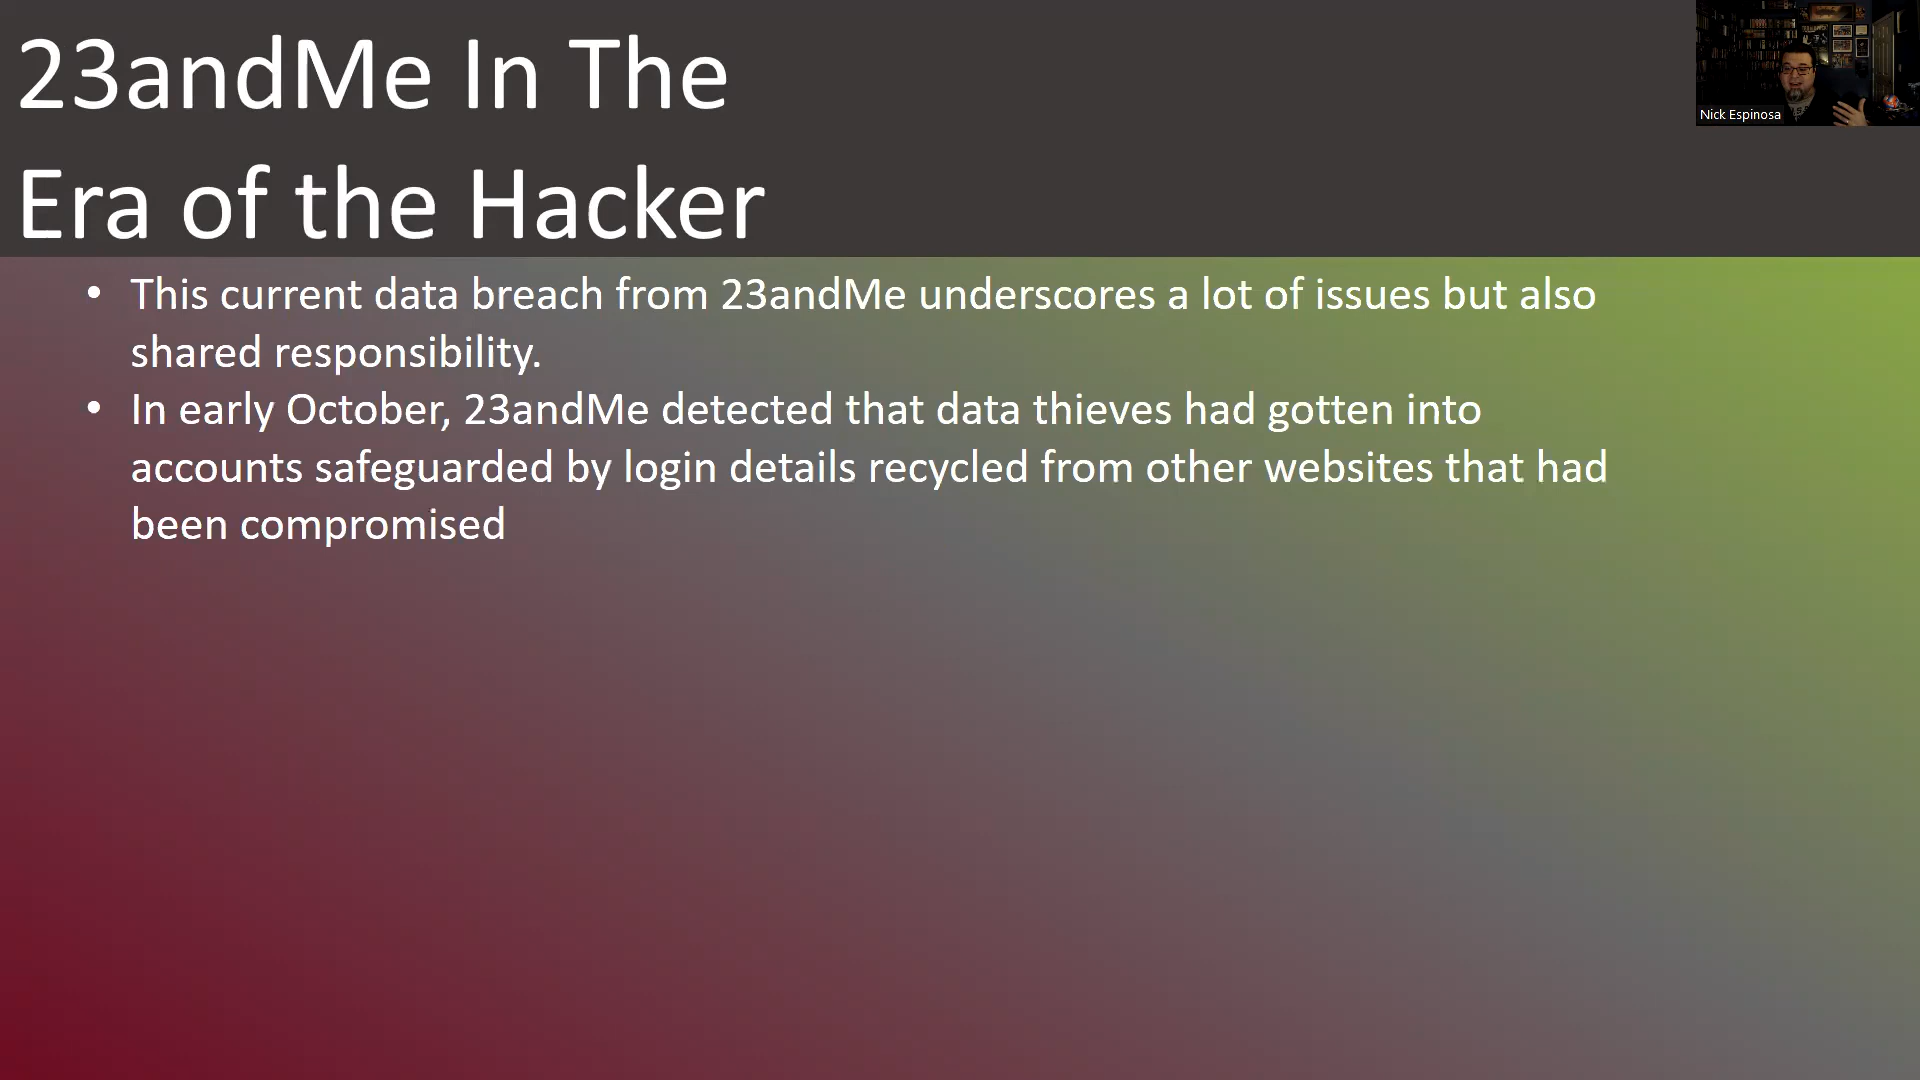 23andMe In The
Era of the Hacker
Nick Espinosa
• This current data breach from 23andMe underscores a lot of issues but also
shared responsibility.
• In early October, 23andMe detected that data thieves had gotten into
accounts safeguarded by login details recycled from other websites that had
been compromised